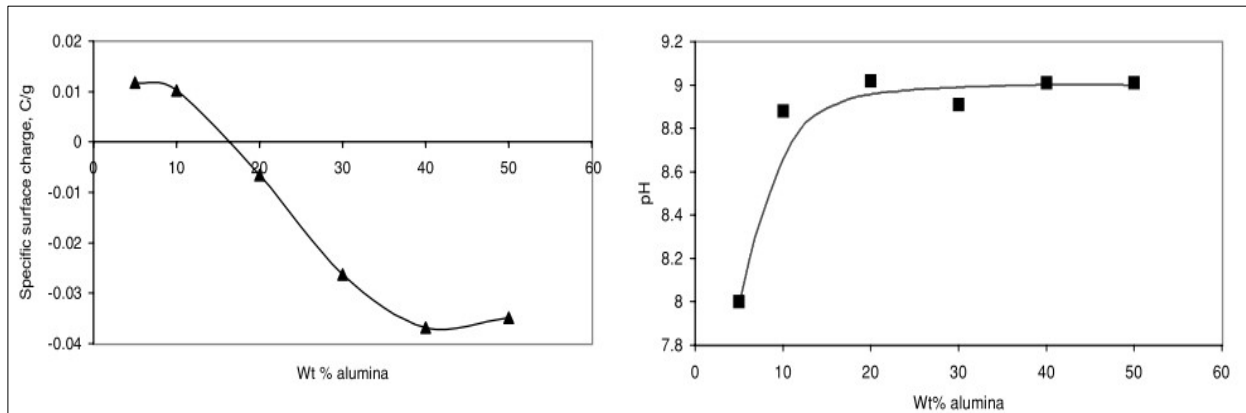 0.02
0.01
0
-0.01
-0.02
-0.03
-0.04
0 10 20 30 40 50 60
Specific surface charge, C/g
Wt % alumina
9.2
9
8.8
8.6
8.4
8.2
8
7.8
0 10 20 30 40 50 60
pH
Wt% alumina